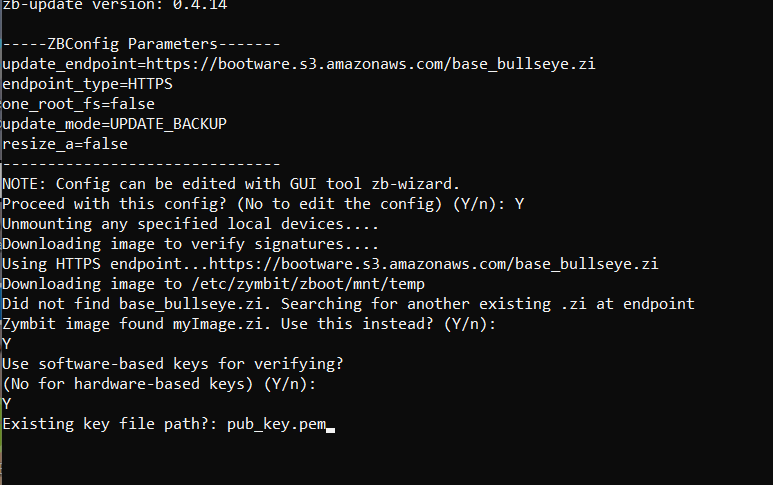 zb-update version: 0.4.14
-----ZBConfig Parameters-------
update_endpoint=https://bootware.s3.amazonaws.com/base_bullseye.zi
endpoint_type=HTTPS
one_root_fs=false
update_mode=UPDATE_BACKUP
resize_a=false
-------------------------------
NOTE: Config can be edited with GUI tool zb-wizard.
Proceed with this config? (No to edit the config) (Y/n): Y
Unmounting any specified local devices....
Downloading image to verify signatures....
Using HTTPS endpoint...https://bootware.s3.amazonaws.com/base_bullseye.zi
Downloading image to /etc/zymbit/zboot/mnt/temp
Did not find base_bullseye.zi. Searching for another existing .zi at endpoint
Zymbit image found myImage.zi. Use this instead? (Y/n):
Y
Use software-based keys for verifying?
(No for hardware-based keys) (Y/n):
Y
Existing key file path?: pub_key.pem